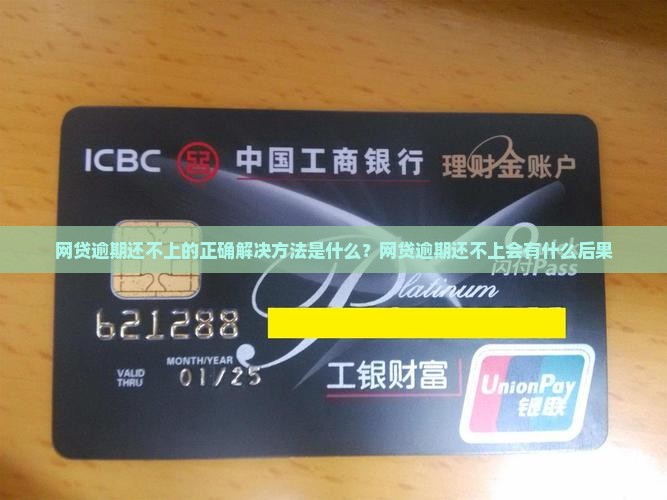 ICBC 中国工商银行 理财金账户
网贷逾期还不上的正确解决方法是什么？网贷逾期还不上会有什么后果
闪付Pass
Platinum
621288
MONTH/YEAR
VALID THRU 01/25
工银财富
UnionPay
银联